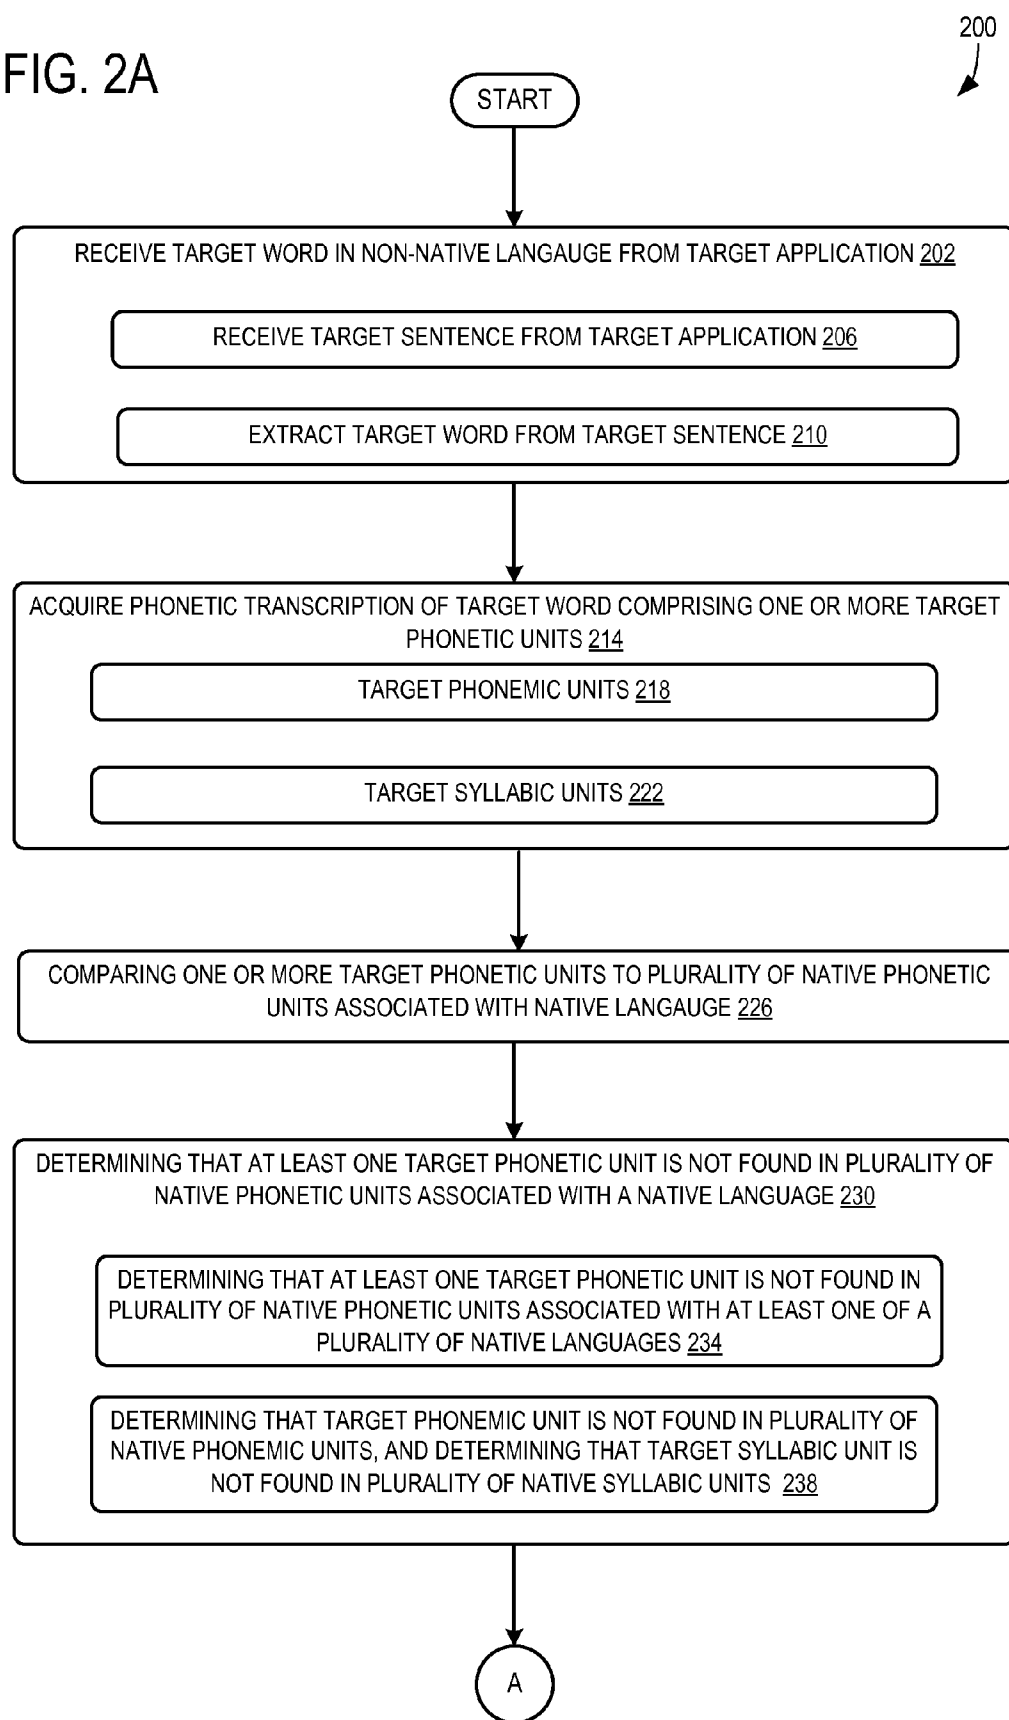 200
FIG. 2A
START
RECEIVE TARGET WORD IN NON-NATIVE LANGAUGE FROM TARGET APPLICATION 202
RECEIVE TARGET SENTENCE FROM TARGET APPLICATION 206
EXTRACT TARGET WORD FROM TARGET SENTENCE 210
ACQUIRE PHONETIC TRANSCRIPTION OF TARGET WORD COMPRISING ONE OR MORE TARGET
PHONETIC UNITS 214
TARGET PHONEMIC UNITS 218
TARGET SYLLABIC UNITS 222
COMPARING ONE OR MORE TARGET PHONETIC UNITS TO PLURALITY OF NATIVE PHONETIC
UNITS ASSOCIATED WITH NATIVE LANGAUGE 226
DETERMINING THAT AT LEAST ONE TARGET PHONETIC UNIT IS NOT FOUND IN PLURALITY OF
NATIVE PHONETIC UNITS ASSOCIATED WITH A NATIVE LANGUAGE 230
DETERMINING THAT AT LEAST ONE TARGET PHONETIC UNIT IS NOT FOUND IN
PLURALITY OF NATIVE PHONETIC UNITS ASSOCIATED WITH AT LEAST ONE OF A
PLURALITY OF NATIVE LANGUAGES 234
DETERMINING THAT TARGET PHONEMIC UNIT IS NOT FOUND IN PLURALITY OF
NATIVE PHONEMIC UNITS, AND DETERMINING THAT TARGET SYLLABIC UNIT IS
NOT FOUND IN PLURALITY OF NATIVE SYLLABIC UNITS 238
A